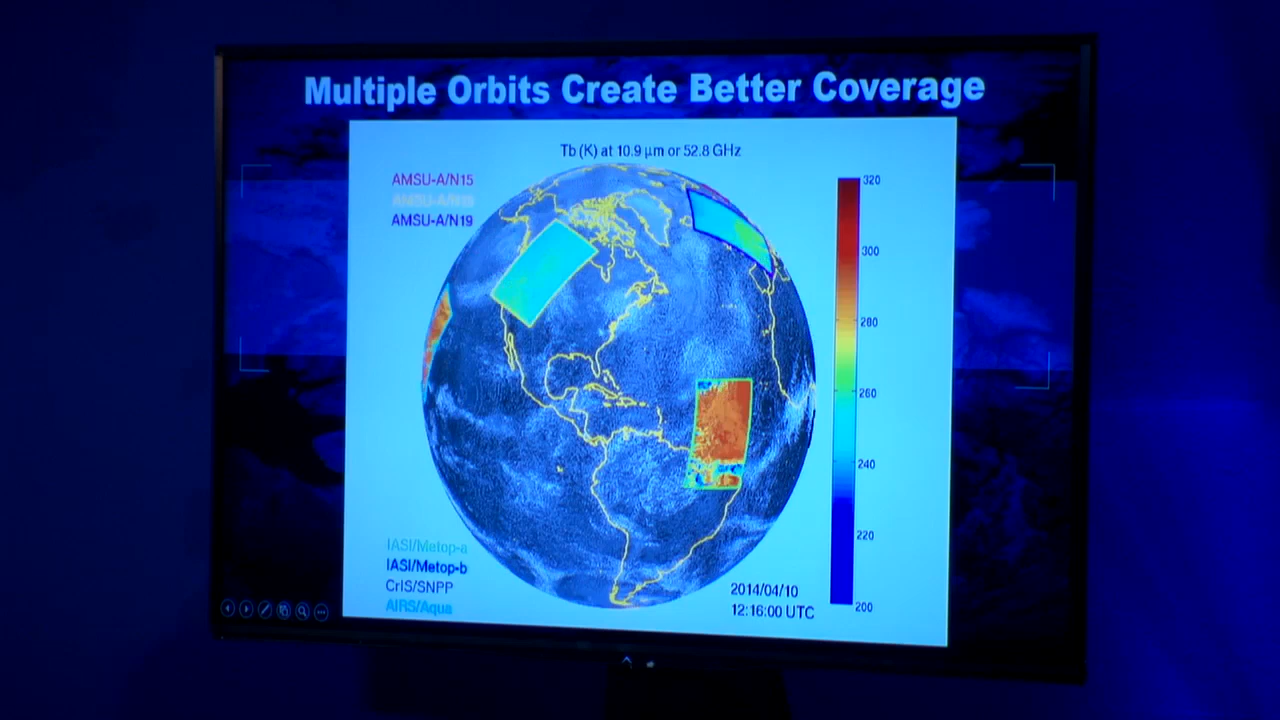 Multiple Orbits Create Better Coverage
Tb (K) at 10.9 µm or 52.8 GHz
AMSU-A/N15
AMSU-A/N19
320
300
280
260
240
220
200
IASI/Metop-a
IASI/Metop-b
CrIS/SNPP
AIRS/Aqua
2014/04/10
12:16:00 UTC